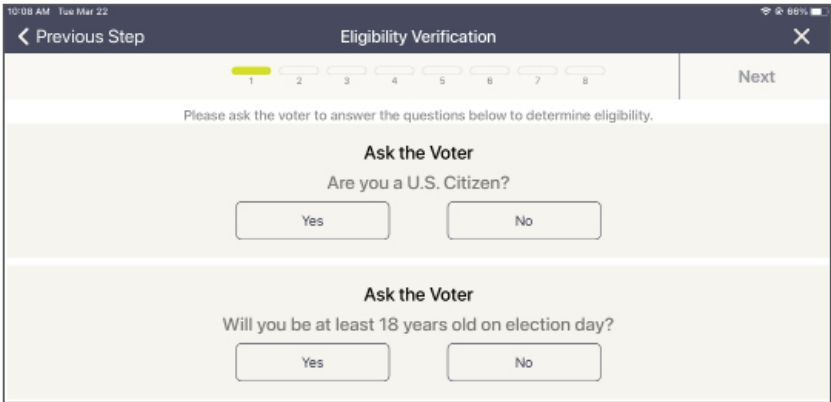 10:08 AM Tue Mar 22 66%
Previous Step Eligibility Verification Next
1 2 3 4 5 6 7 8
Please ask the voter to answer the questions below to determine eligibility.
Ask the Voter
Are you a U.S. Citizen?
Yes No
Ask the Voter
Will you be at least 18 years old on election day?
Yes No